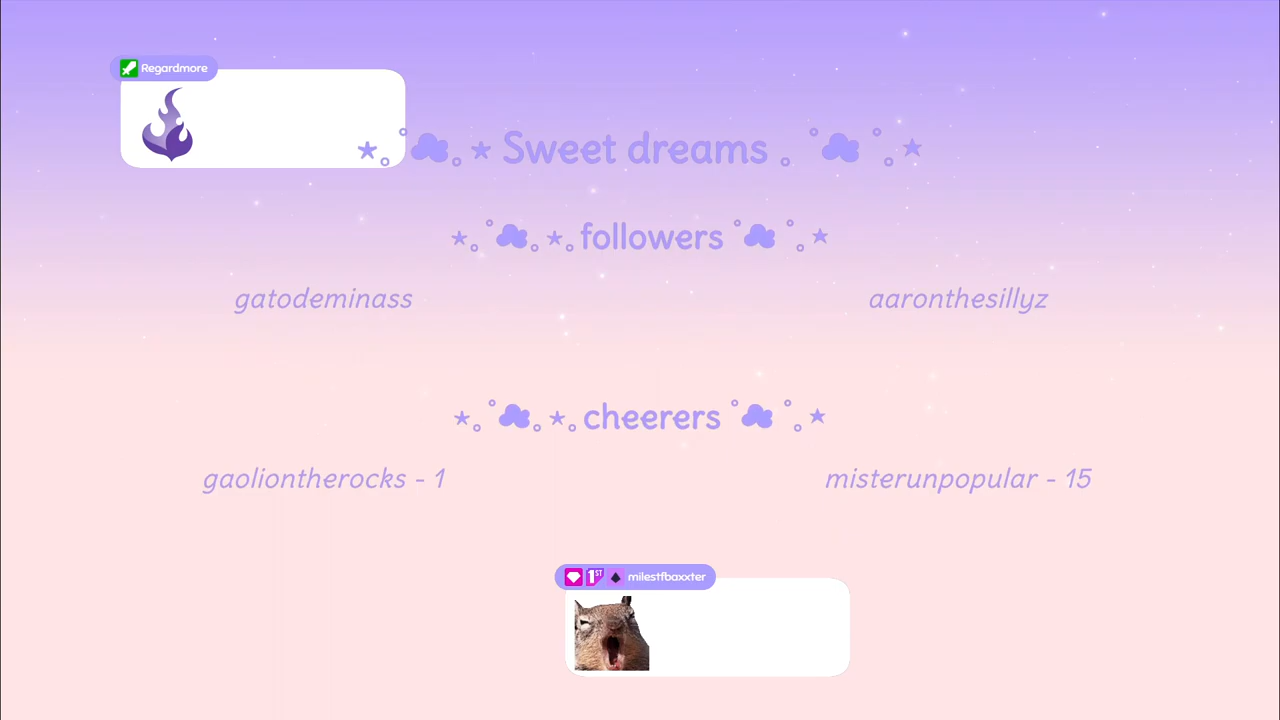 Regardmore
Sweet dreams
followers
gatodeminass
aaronthesillyz
cheerers
gaoliontherocks - 1
misterunpopular - 15
1ST milestfbaxxter